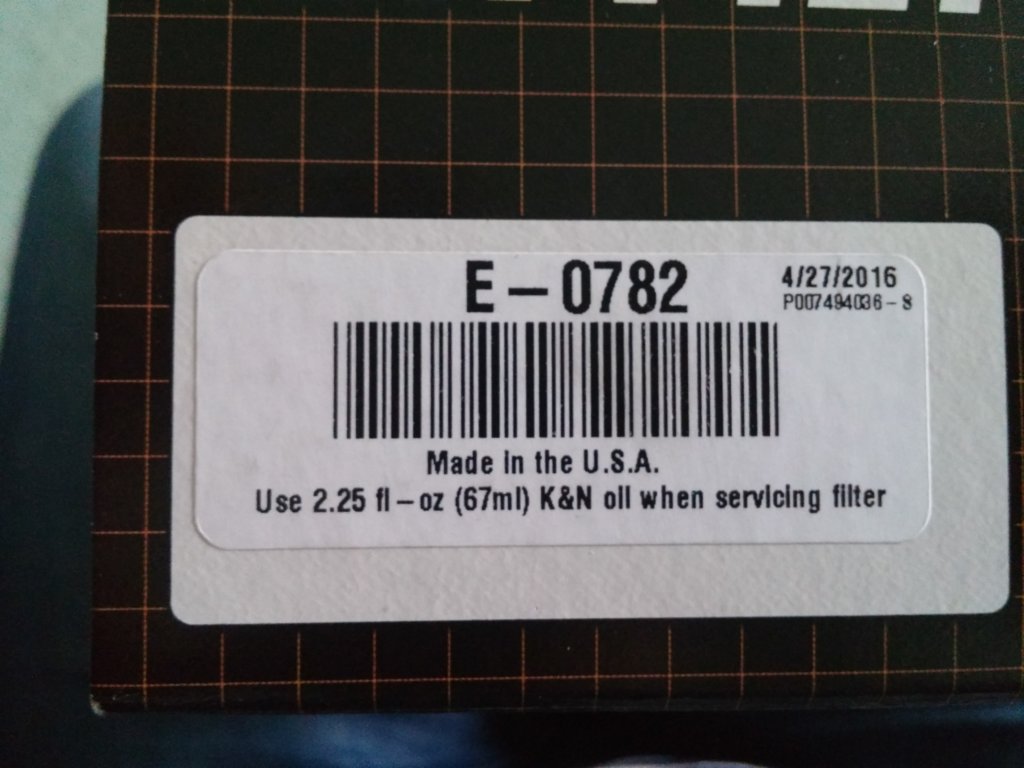 E-0782
4/27/2016
P007494036-8
Made in the U.S.A.
Use 2.25 fl-oz (67ml) K&N oil when servicing filter